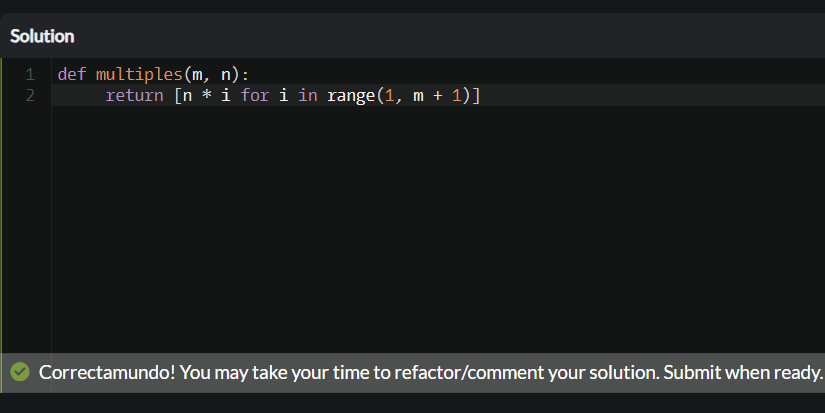 Solution
1 def multiples(m, n):
2 return [n * i for i in range(1, m + 1)]
Correctamundo! You may take your time to refactor/comment your solution. Submit when ready.